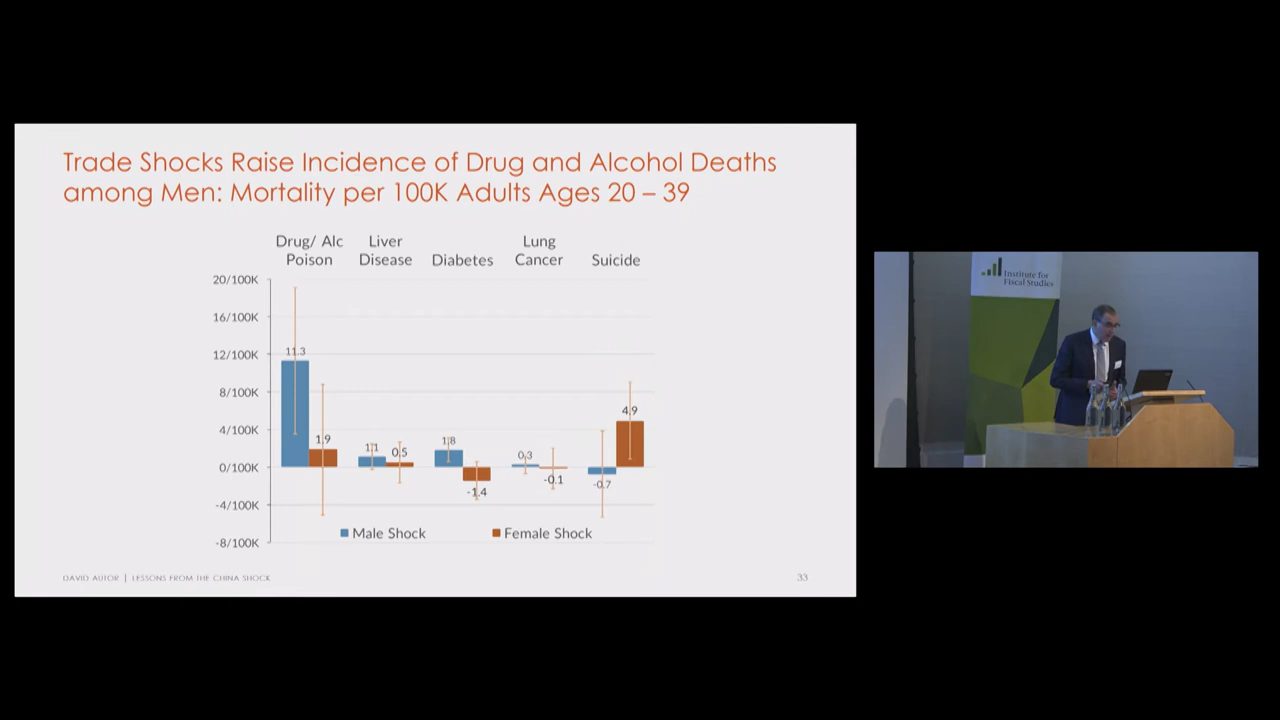 Trade Shocks Raise Incidence of Drug and Alcohol Deaths
among Men: Mortality per 100K Adults Ages 20 – 39
Drug/ Alc
Poison
Liver
Disease
Diabetes
Lung
Cancer
Suicide
20/100K
16/100K
12/100K
8/100K
4/100K
0/100K
-4/100K
-8/100K
11.3
1.9
1.1
0.5
1.8
-1.4
0.3
-0.1
-0.7
4.9
Male Shock
Female Shock
DAVID AUTOR | LESSONS FROM THE CHINA SHOCK
33
Institute for
Fiscal Studies